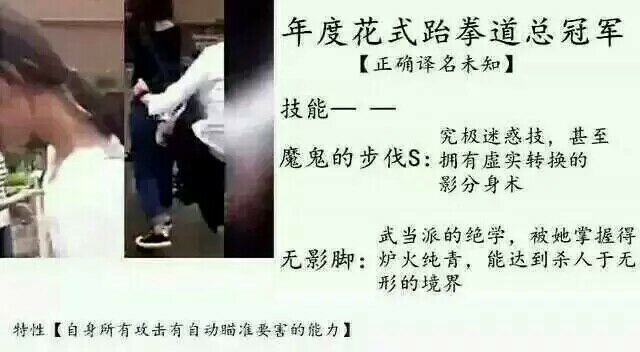 年度花式跆拳道总冠军
【正确译名未知】
技能— —
魔鬼的步伐S:
究极迷惑技，甚至
拥有虚实转换的
影分身术
无影脚:
武当派的绝学，被她掌握得
炉火纯青，能达到杀人于无
形的境界
特性【自身所有攻击有自动瞄准要害的能力】